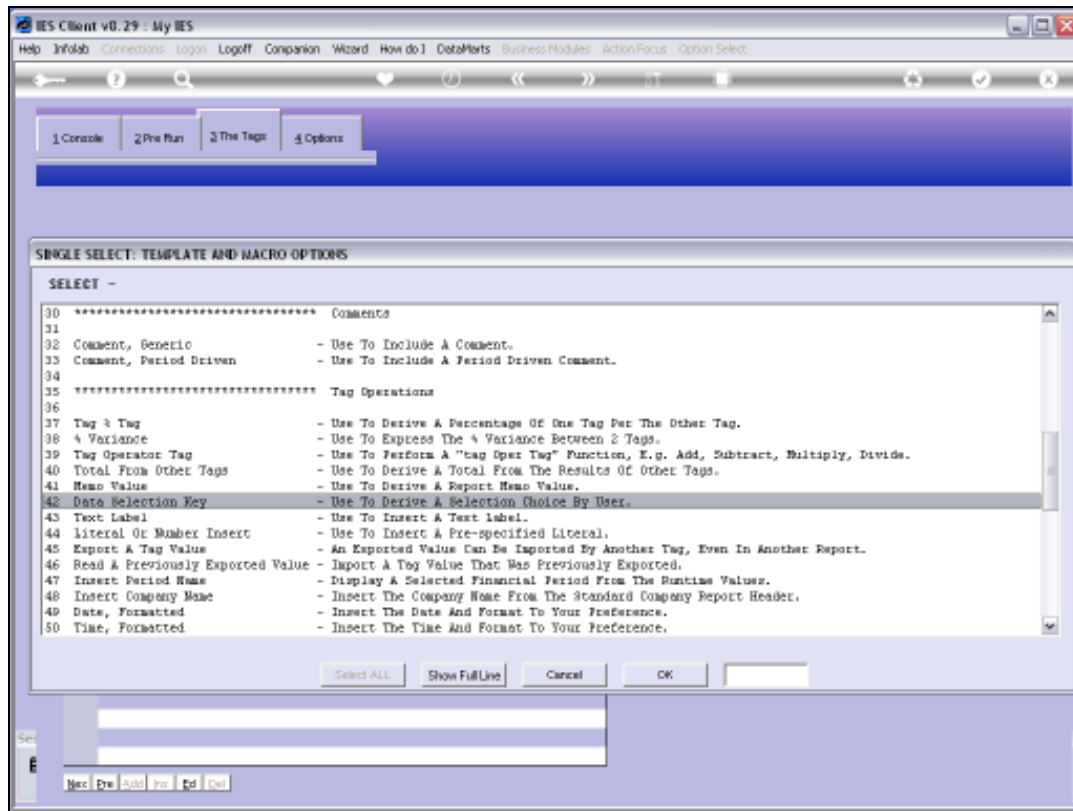 IES Client v8.29 : My IES
Help Infolab Connections Logon Logoff Companion Wizard How do I DataMarts Business Modules Action Focus Option Select
1 Console 2 Pre Run 3 The Tags 4 Options
SINGLE SELECT: TEMPLATE AND MACRO OPTIONS
SELECT -
30 ********************************* Comments
31
32 Comment, Generic - Use To Include A Comment.
33 Comment, Period Driven - Use To Include A Period Driven Comment.
34
35 ********************************* Tag Operations
36
37 Tag % Tag - Use To Derive A Percentage Of One Tag Per The Other Tag.
38 % Variance - Use To Express The % Variance Between 2 Tags.
39 Tag Operator Tag - Use To Perform A "tag Oper Tag" Function, E.g. Add, Subtract, Multiply, Divide.
40 Total From Other Tags - Use To Derive A Total From The Results Of Other Tags.
41 Memo Value - Use To Derive A Report Memo Value.
42 Data Selection Key - Use To Derive A Selection Choice By User.
43 Text Label - Use To Insert A Text label.
44 Literal Or Number Insert - Use To Insert A Pre-specified Literal.
45 Export A Tag Value - An Exported Value Can Be Imported By Another Tag, Even In Another Report.
46 Read A Previously Exported Value - Import A Tag Value That Was Previously Exported.
47 Insert Period Name - Display A Selected Financial Period From The Runtime Values.
48 Insert Company Name - Insert The Company Name From The Standard Company Report Header.
49 Date, Formatted - Insert The Date And Format To Your Preference.
50 Time, Formatted - Insert The Time And Format To Your Preference.
Select ALL Show Full Line Cancel OK
Nex Pre Add Ins Ed Del